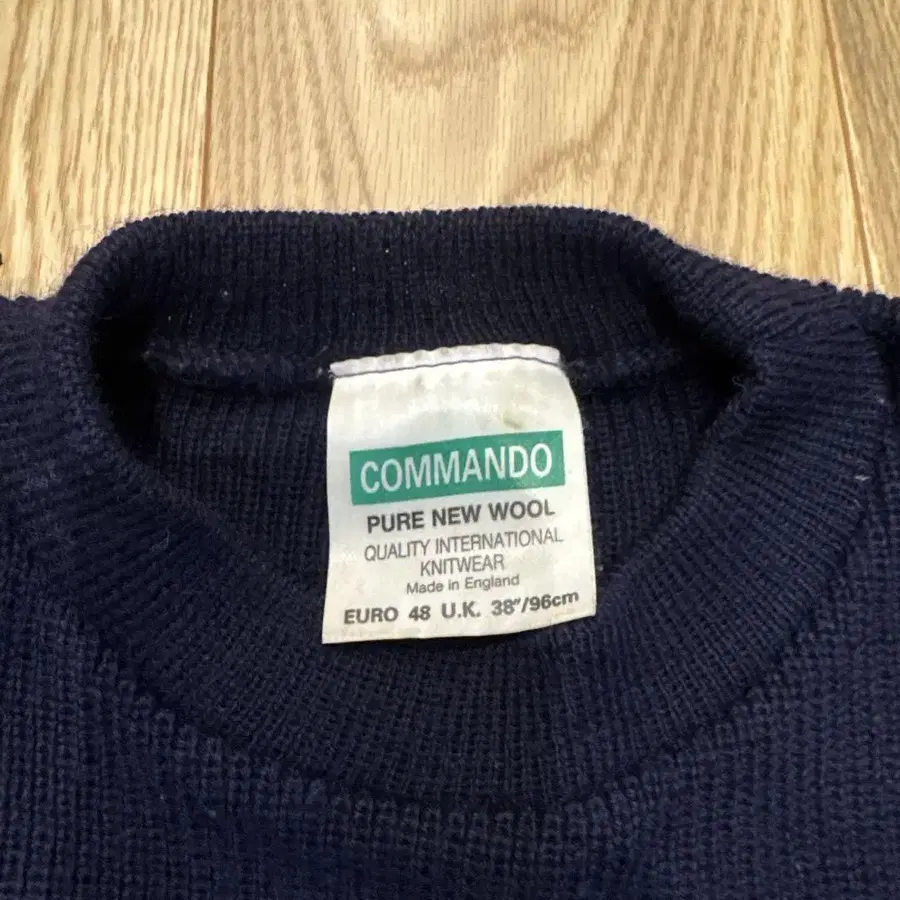 COMMANDO
PURE NEW WOOL
QUALITY INTERNATIONAL
KNITWEAR
Made in England
EURO 48 U.K. 38"/96cm